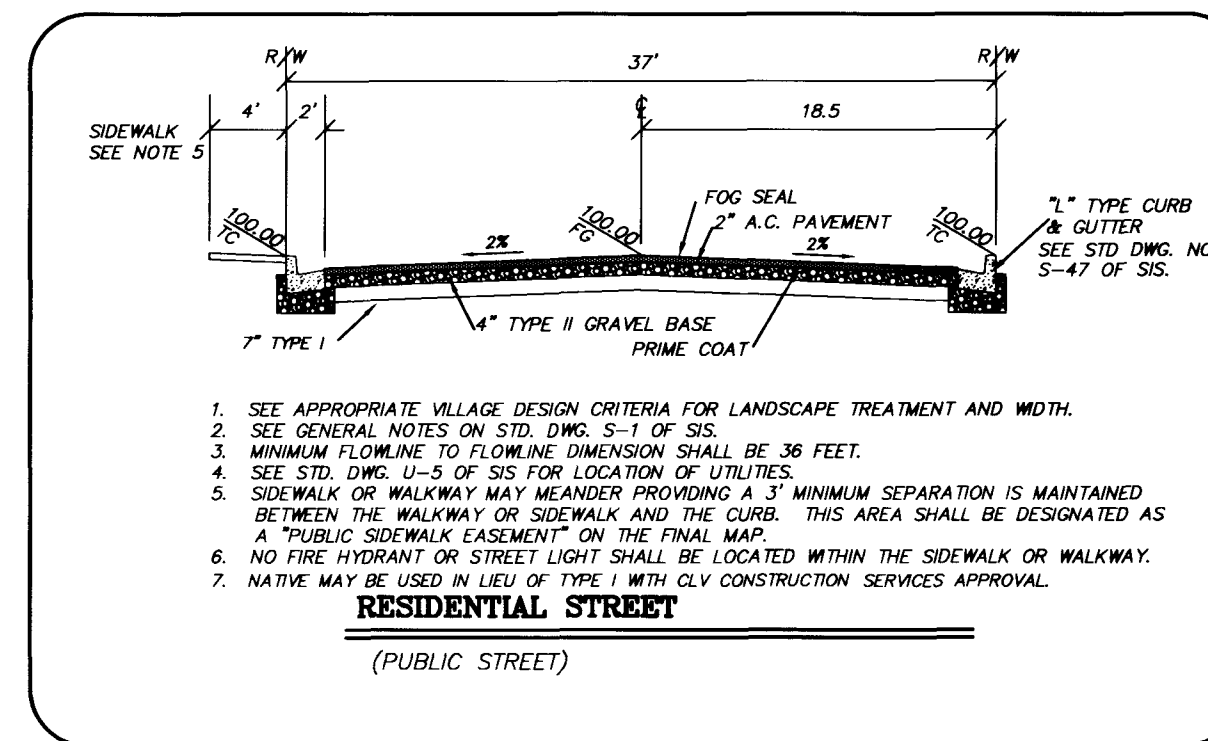 R/W
37'
R/W
4'
2'
℄
18.5
SIDEWALK
SEE NOTE 5
FOG SEAL
2" A.C. PAVEMENT
"L" TYPE CURB
& GUTTER
SEE STD DWG. NO
S-47 OF SIS.
100.00
TC
100.00
FG
100.00
TC
2%
2%
4" TYPE II GRAVEL BASE
7" TYPE I
PRIME COAT
1. SEE APPROPRIATE VILLAGE DESIGN CRITERIA FOR LANDSCAPE TREATMENT AND WIDTH.
2. SEE GENERAL NOTES ON STD. DWG. S-1 OF SIS.
3. MINIMUM FLOWLINE TO FLOWLINE DIMENSION SHALL BE 36 FEET.
4. SEE STD. DWG. U-5 OF SIS FOR LOCATION OF UTILITIES.
5. SIDEWALK OR WALKWAY MAY MEANDER PROVIDING A 3' MINIMUM SEPARATION IS MAINTAINED
BETWEEN THE WALKWAY OR SIDEWALK AND THE CURB. THIS AREA SHALL BE DESIGNATED AS
A "PUBLIC SIDEWALK EASEMENT" ON THE FINAL MAP.
6. NO FIRE HYDRANT OR STREET LIGHT SHALL BE LOCATED WITHIN THE SIDEWALK OR WALKWAY.
7. NATIVE MAY BE USED IN LIEU OF TYPE I WITH CLV CONSTRUCTION SERVICES APPROVAL.
RESIDENTIAL STREET
(PUBLIC STREET)